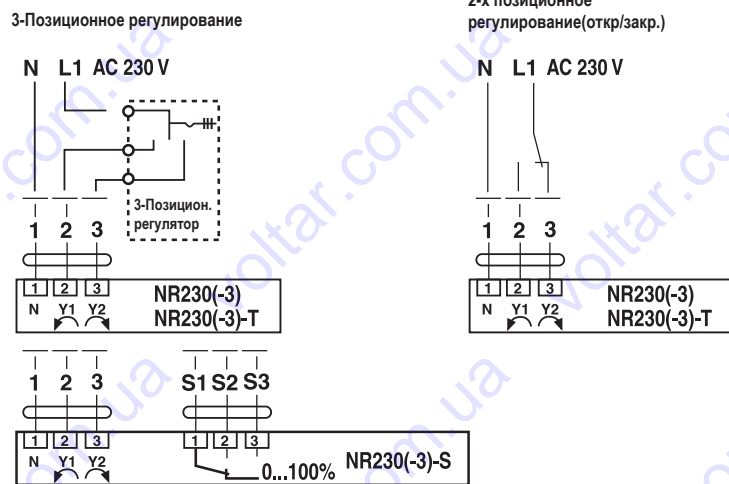 3-Позиционное регулирование
N L1 AC 230 V
3-Позицион.
регулятор
1 2 3
1 2 3
N Y1 Y2
NR230(-3)
NR230(-3)-T
1 2 3 S1 S2 S3
1 2 3 1 2 3
N Y1 Y2
0...100% NR230(-3)-S
2-х позиционное
регулирование(откр/закр.)
N L1 AC 230 V
1 2 3
1 2 3
N Y1 Y2
NR230(-3)
NR230(-3)-T
voltar.com.ua